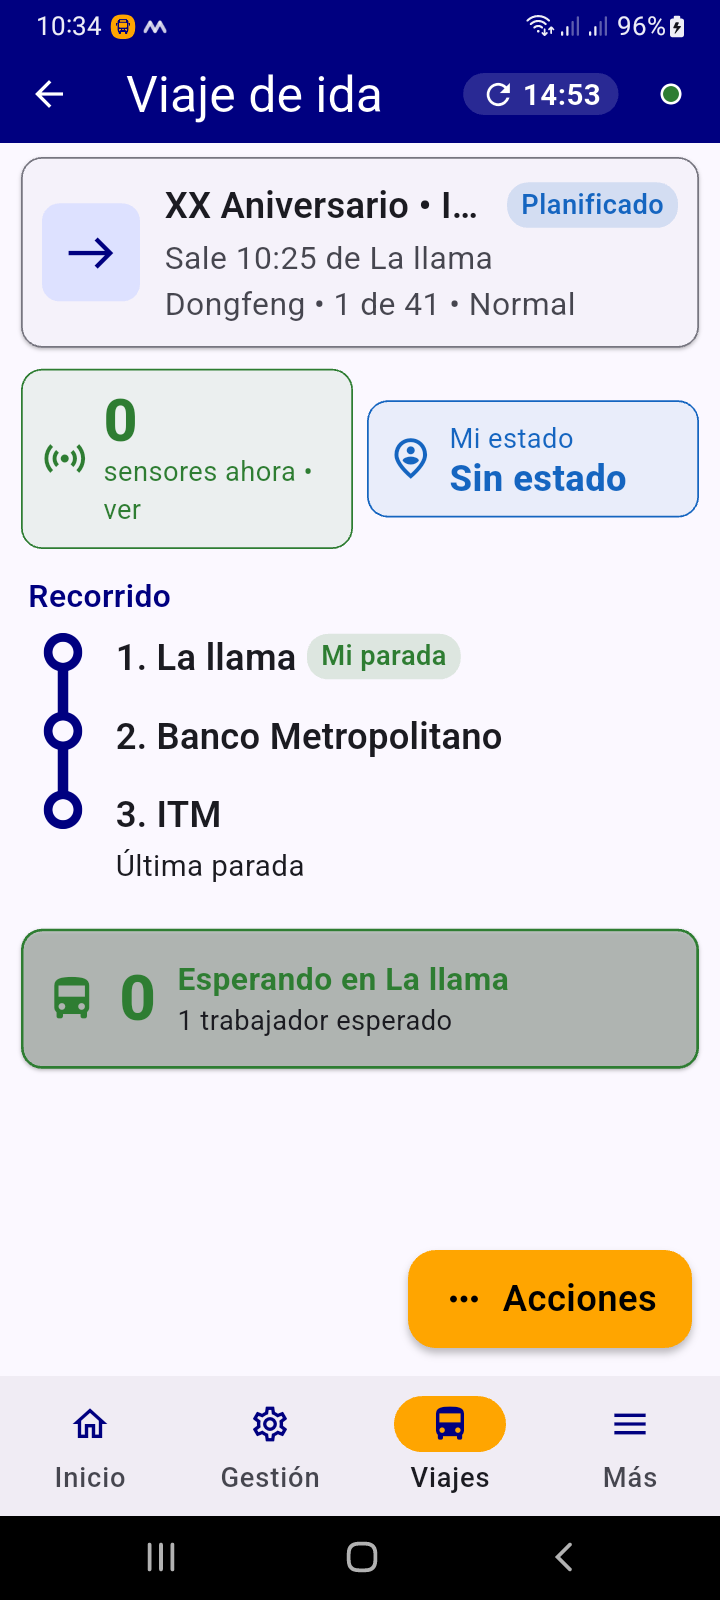 10:34
96%
Viaje de ida
14:53
XX Aniversario • I...
Planificado
Sale 10:25 de La llama
Dongfeng • 1 de 41 • Normal
0
sensores ahora •
ver
Mi estado
Sin estado
Recorrido
1. La llama
Mi parada
2. Banco Metropolitano
3. ITM
Última parada
0
Esperando en La llama
1 trabajador esperado
••• Acciones
Inicio
Gestión
Viajes
Más